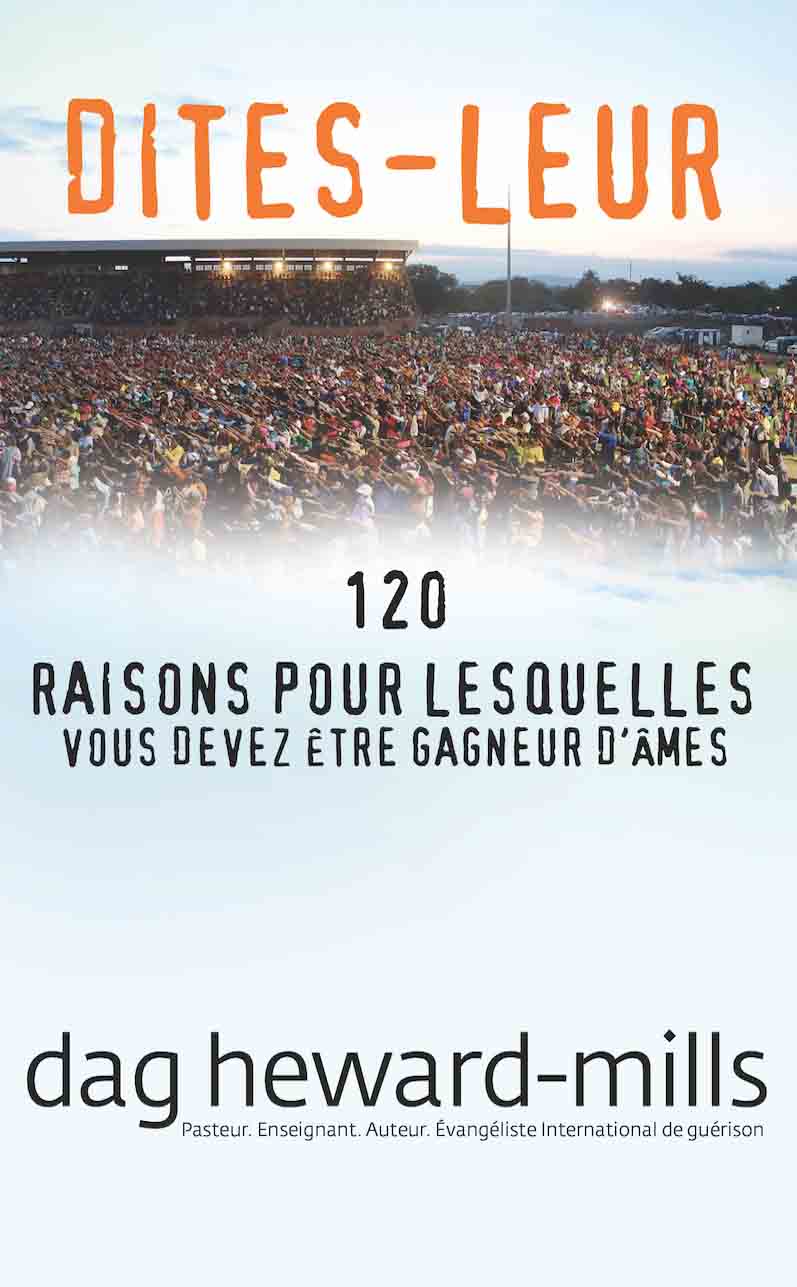 DITES-LEUR
120
RAISONS POUR LESQUELLES
VOUS DEVEZ ÊTRE GAGNEUR D'ÂMES
dag heward-mills
Pasteur. Enseignant. Auteur. Évangéliste International de guérison